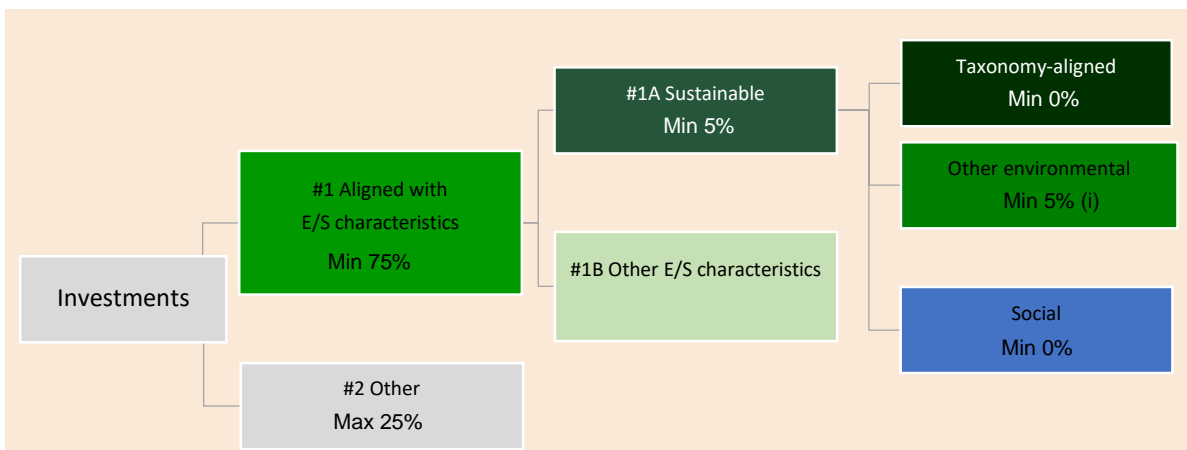 Investments
#1 Aligned with
E/S characteristics
Min 75%
#2 Other
Max 25%
#1A Sustainable
Min 5%
#1B Other E/S characteristics
Taxonomy-aligned
Min 0%
Other environmental
Min 5% (i)
Social
Min 0%